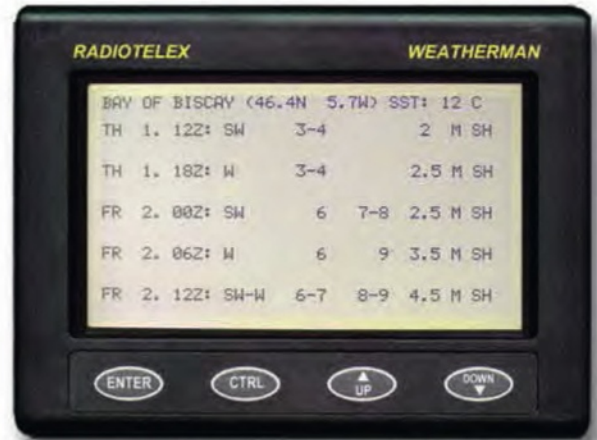 RADIOTELEX WEATHERMAN
BAY OF BISCAY (46.4N 5.7W) SST: 12 C
TH 1. 12Z: SW 3-4 2 M SH
TH 1. 18Z: W 3-4 2.5 M SH
FR 2. 00Z: SW 6 7-8 2.5 M SH
FR 2. 06Z: W 6 9 3.5 M SH
FR 2. 12Z: SW-W 6-7 8-9 4.5 M SH
ENTER CTRL UP DOWN